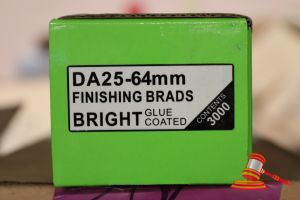 DA25-64mm
FINISHING BRADS
BRIGHT GLUE COATED
CONTENTS 3000